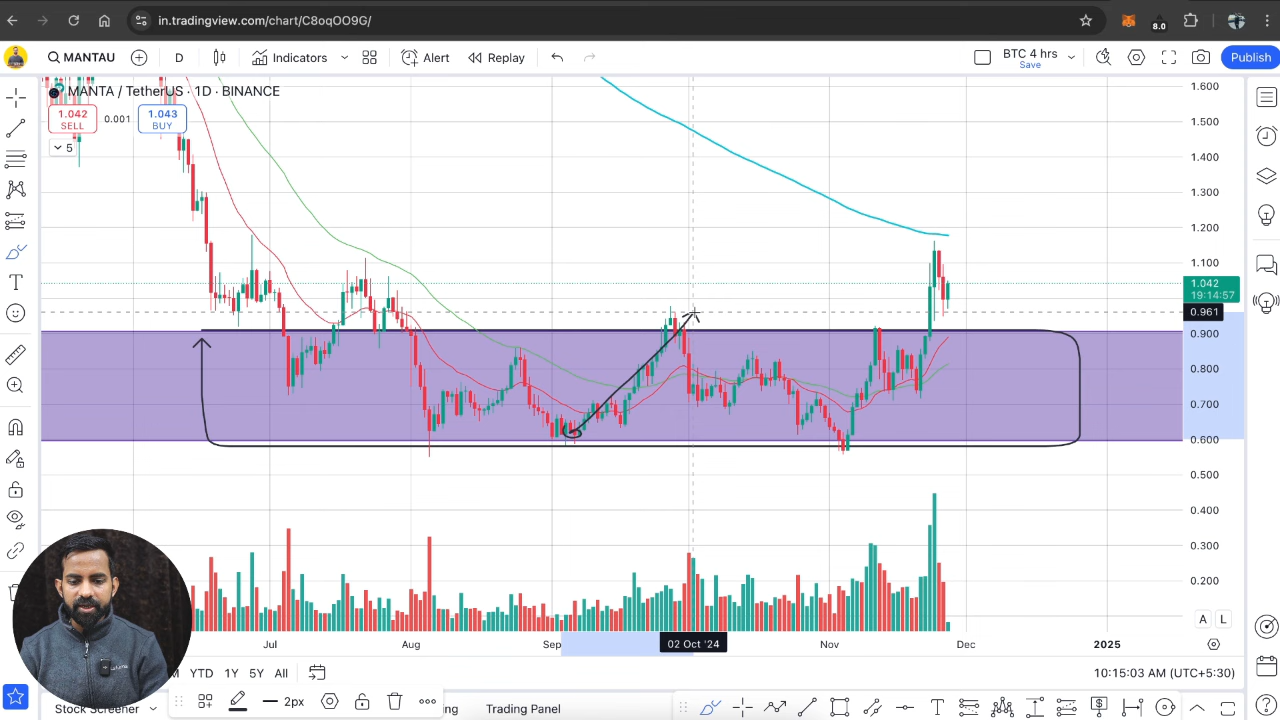 in.tradingview.com/chart/C8oqOO9G/
8.0
MANTAU
D
Indicators
Alert
Replay
BTC 4 hrs
Save
Publish
MANTA / TetherUS · 1D · BINANCE
1.042
SELL
0.001
1.043
BUY
5
1.600
1.500
1.400
1.300
1.200
1.100
1.042
19:14:57
0.961
0.900
0.800
0.700
0.600
0.500
0.400
0.300
0.200
A
L
Jul
Aug
Sep
02 Oct '24
Nov
Dec
2025
YTD
1Y
5Y
All
10:15:03 AM (UTC+5:30)
2px
Stock Screener
Trading Panel